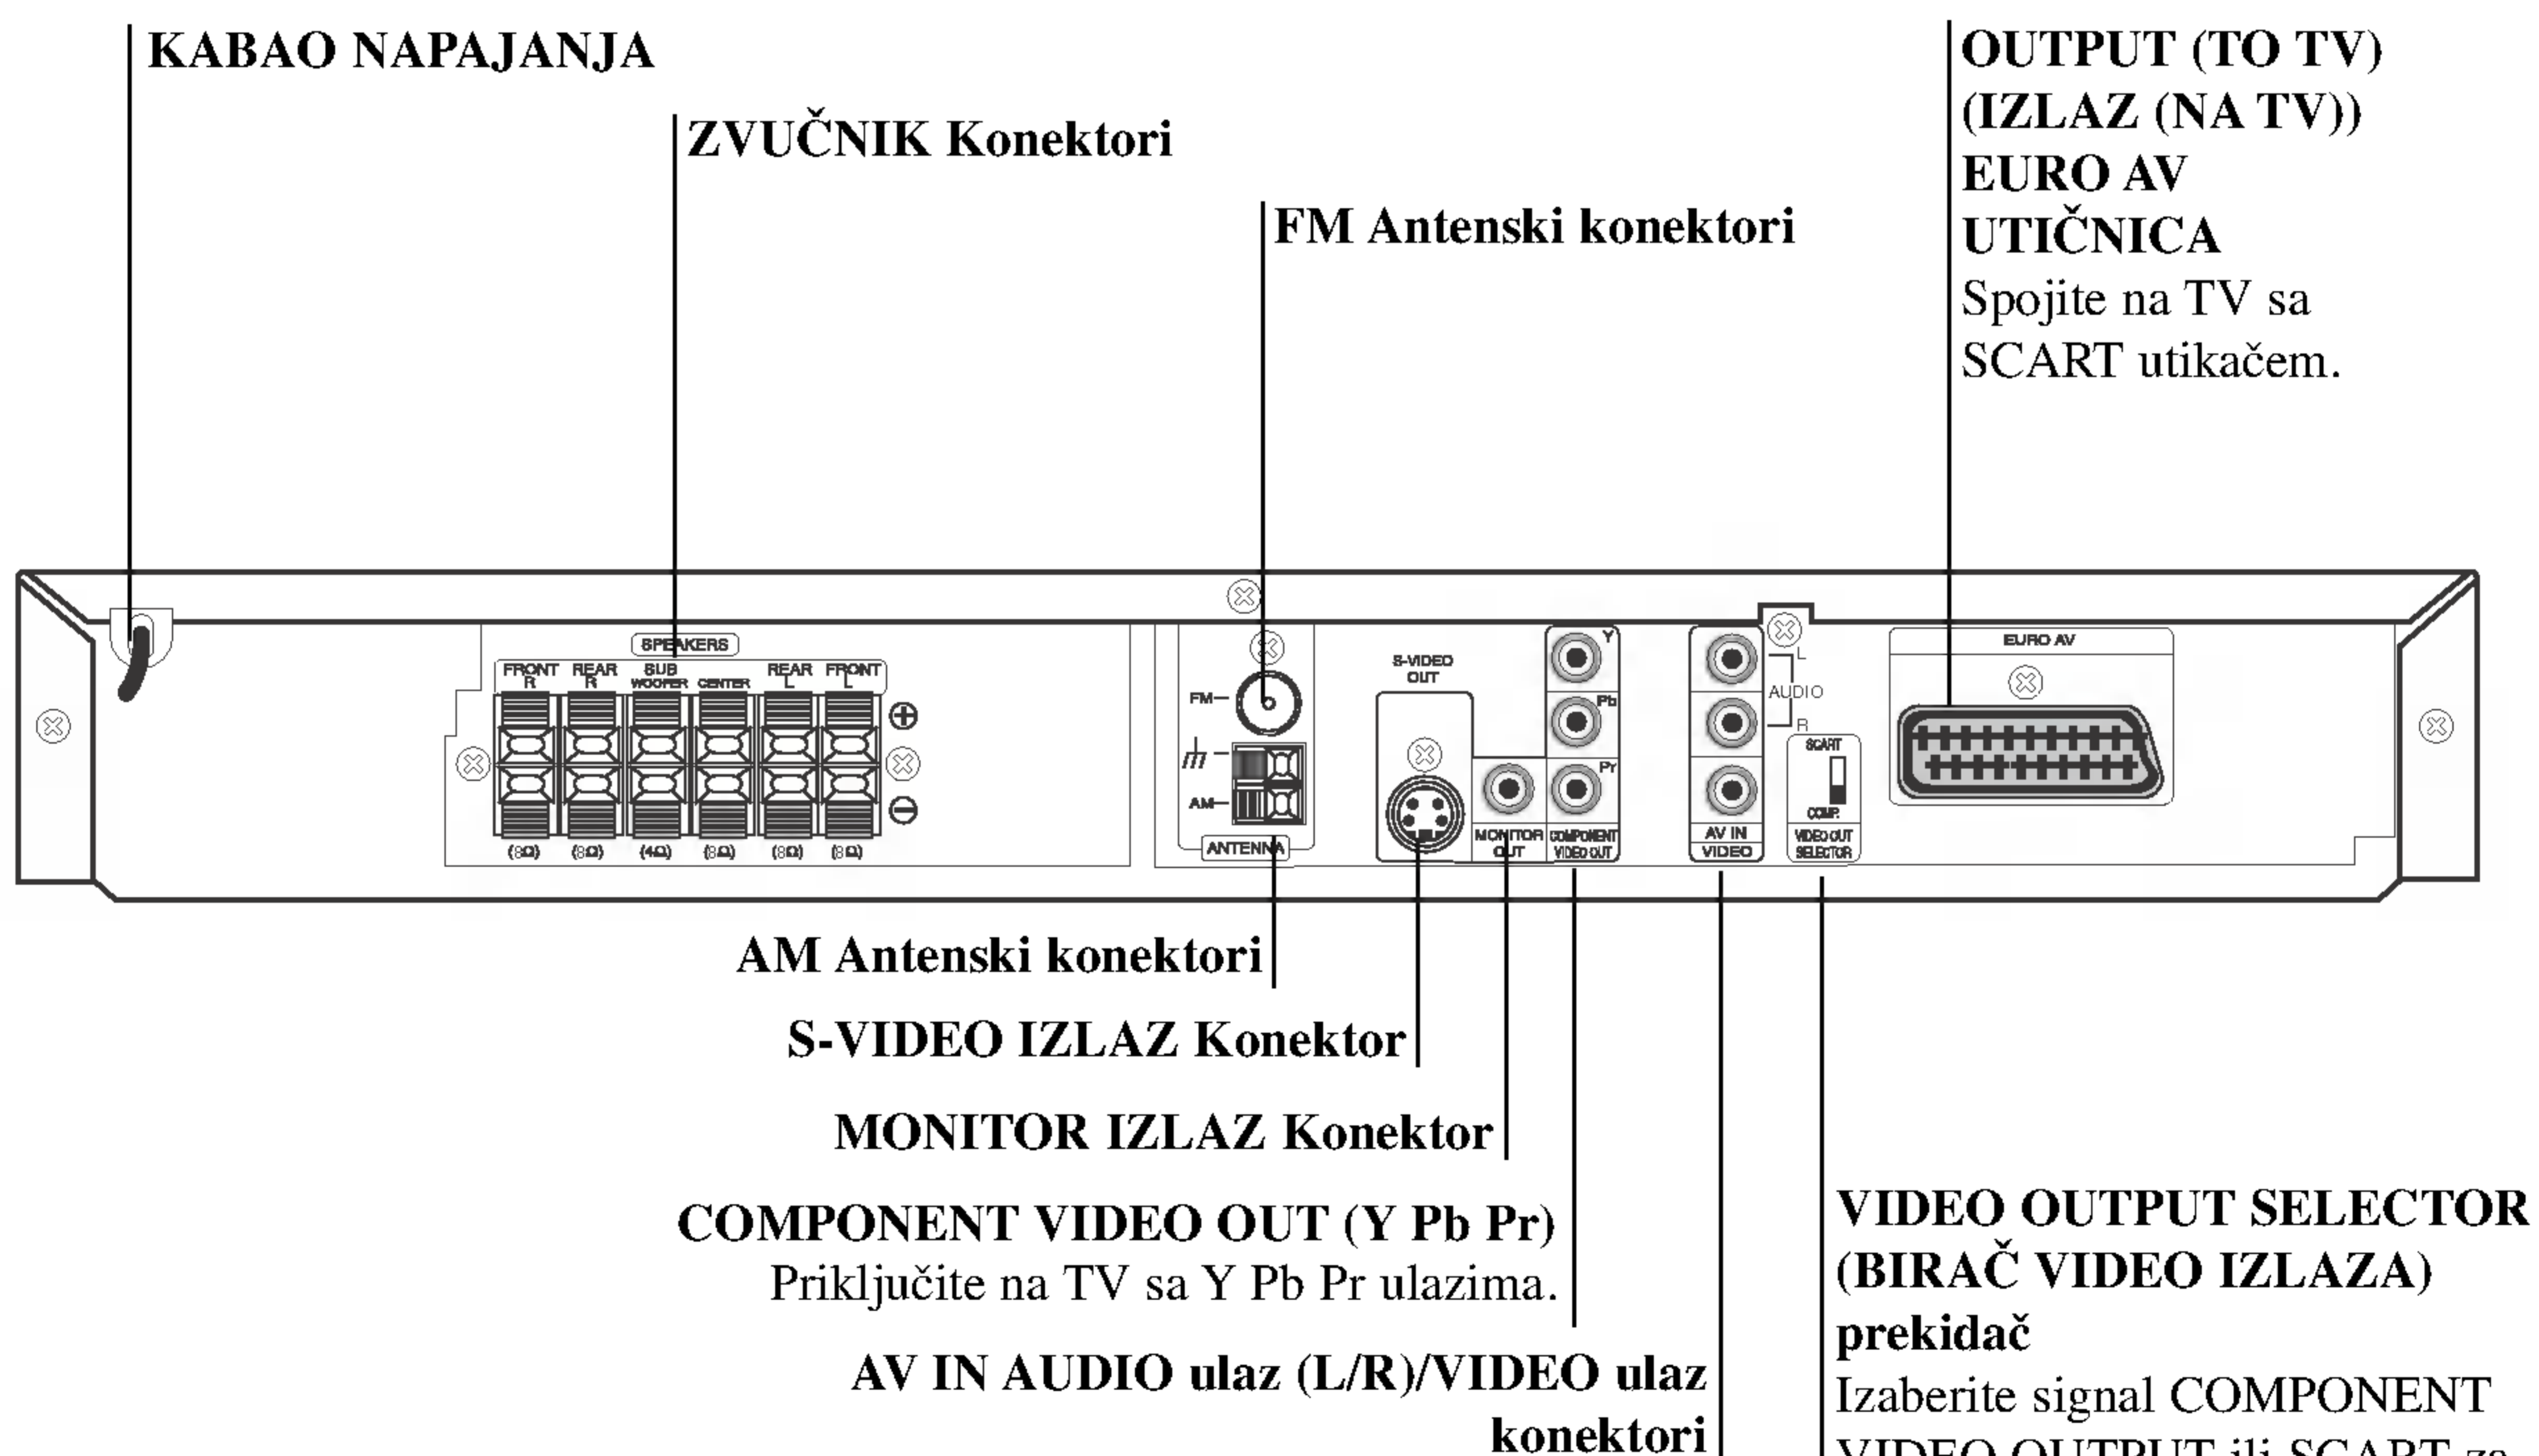 KABAO NAPAJANJA
ZVUČNIK Konektori
FM Antenski konektori
OUTPUT (TO TV)
(IZLAZ (NA TV))
EURO AV
UTIČNICA
Spojite na TV sa
SCART utikačem.
SPEAKERS
FRONT R
REAR R
SUB WOOFER
CENTER
REAR L
FRONT L
(8Ω) (8Ω) (4Ω) (8Ω) (8Ω) (8Ω)
FM
AM
ANTENNA
S-VIDEO
OUT
MONITOR
OUT
Y
Pb
Pr
COMPONENT
VIDEO OUT
L
AUDIO
R
AV IN
VIDEO
SCART
COMP.
VIDEO OUT
SELECTOR
EURO AV
AM Antenski konektori
S-VIDEO IZLAZ Konektor
MONITOR IZLAZ Konektor
COMPONENT VIDEO OUT (Y Pb Pr)
Priključite na TV sa Y Pb Pr ulazima.
AV IN AUDIO ulaz (L/R)/VIDEO ulaz
konektori
VIDEO OUTPUT SELECTOR
(BIRAČ VIDEO IZLAZA)
prekidač
Izaberite signal COMPONENT
VIDEO OUTPUT ili SCART za